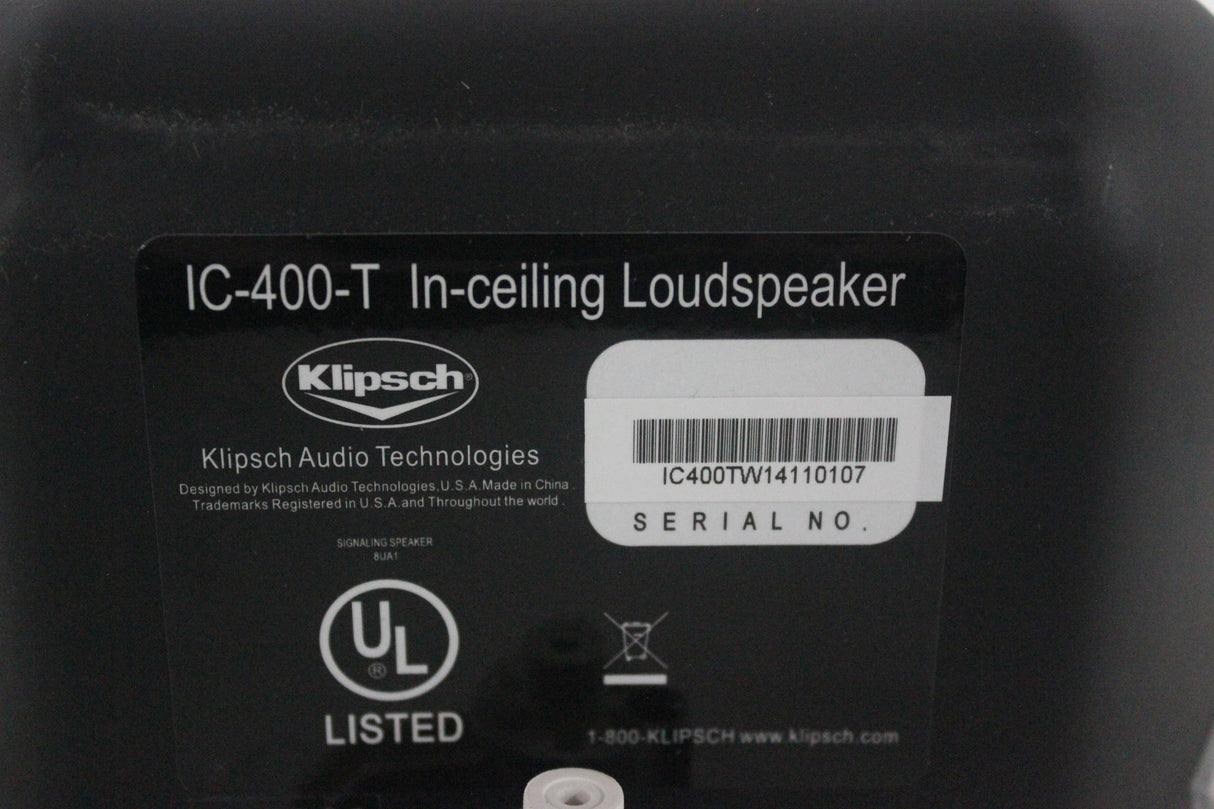 IC-400-T In-ceiling Loudspeaker
Klipsch®
Klipsch Audio Technologies
Designed by Klipsch Audio Technologies, U.S.A. Made in China.
Trademarks Registered in U.S.A. and Throughout the world.
SIGNALING SPEAKER
8UA1
UL®
LISTED
IC400TW14110107
SERIAL NO.
1-800-KLIPSCH www.klipsch.com